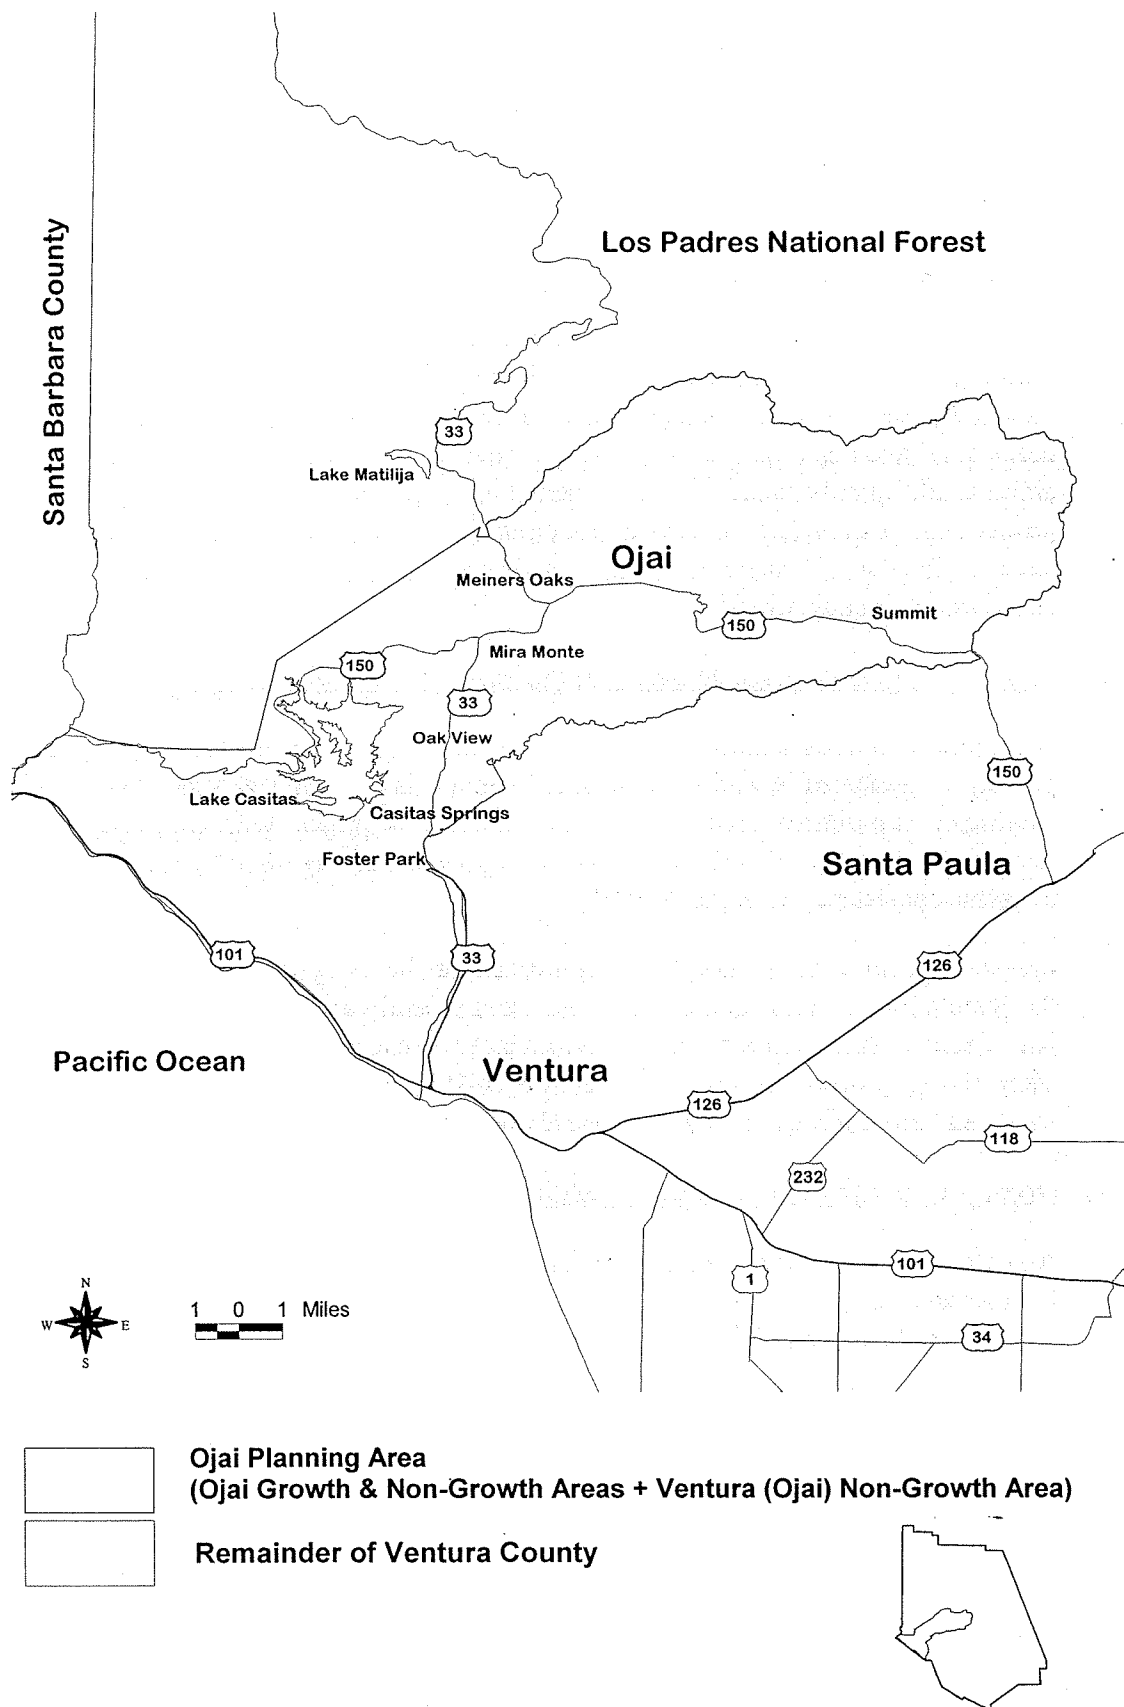 Los Padres National Forest
Santa Barbara County
33
Lake Matilija
Ojai
Meiners Oaks
Summit
150
Mira Monte
150
33
Oak View
150
Lake Casitas
Casitas Springs
Foster Park
Santa Paula
101
33
126
Pacific Ocean
Ventura
126
118
232
101
1
N
W E
S
1 0 1 Miles
34
Ojai Planning Area
(Ojai Growth & Non-Growth Areas + Ventura (Ojai) Non-Growth Area)
Remainder of Ventura County